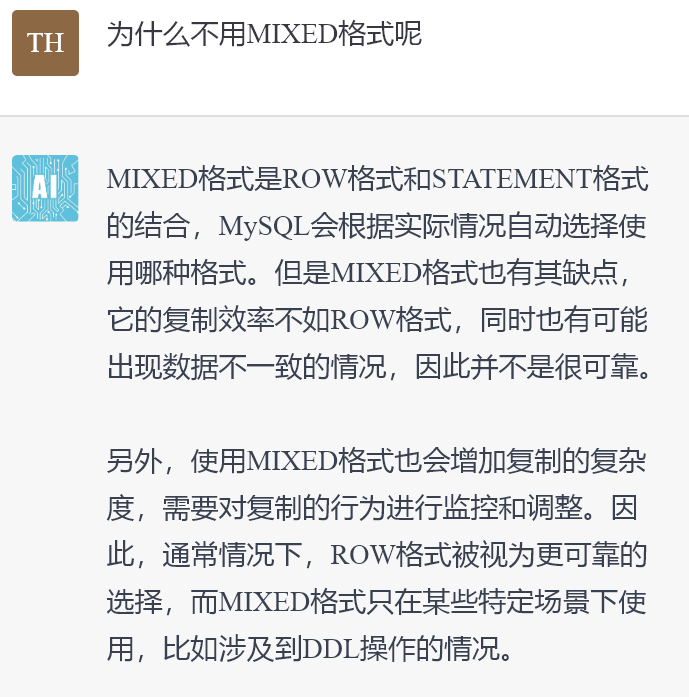 TH
为什么不用MIXED格式呢
AI
MIXED格式是ROW格式和STATEMENT格式
的结合，MySQL会根据实际情况自动选择使
用哪种格式。但是MIXED格式也有其缺点，
它的复制效率不如ROW格式，同时也有可能
出现数据不一致的情况，因此并不是很可靠。
另外，使用MIXED格式也会增加复制的复杂
度，需要对复制的行为进行监控和调整。因
此，通常情况下，ROW格式被视为更可靠的
选择，而MIXED格式只在某些特定场景下使
用，比如涉及到DDL操作的情况。